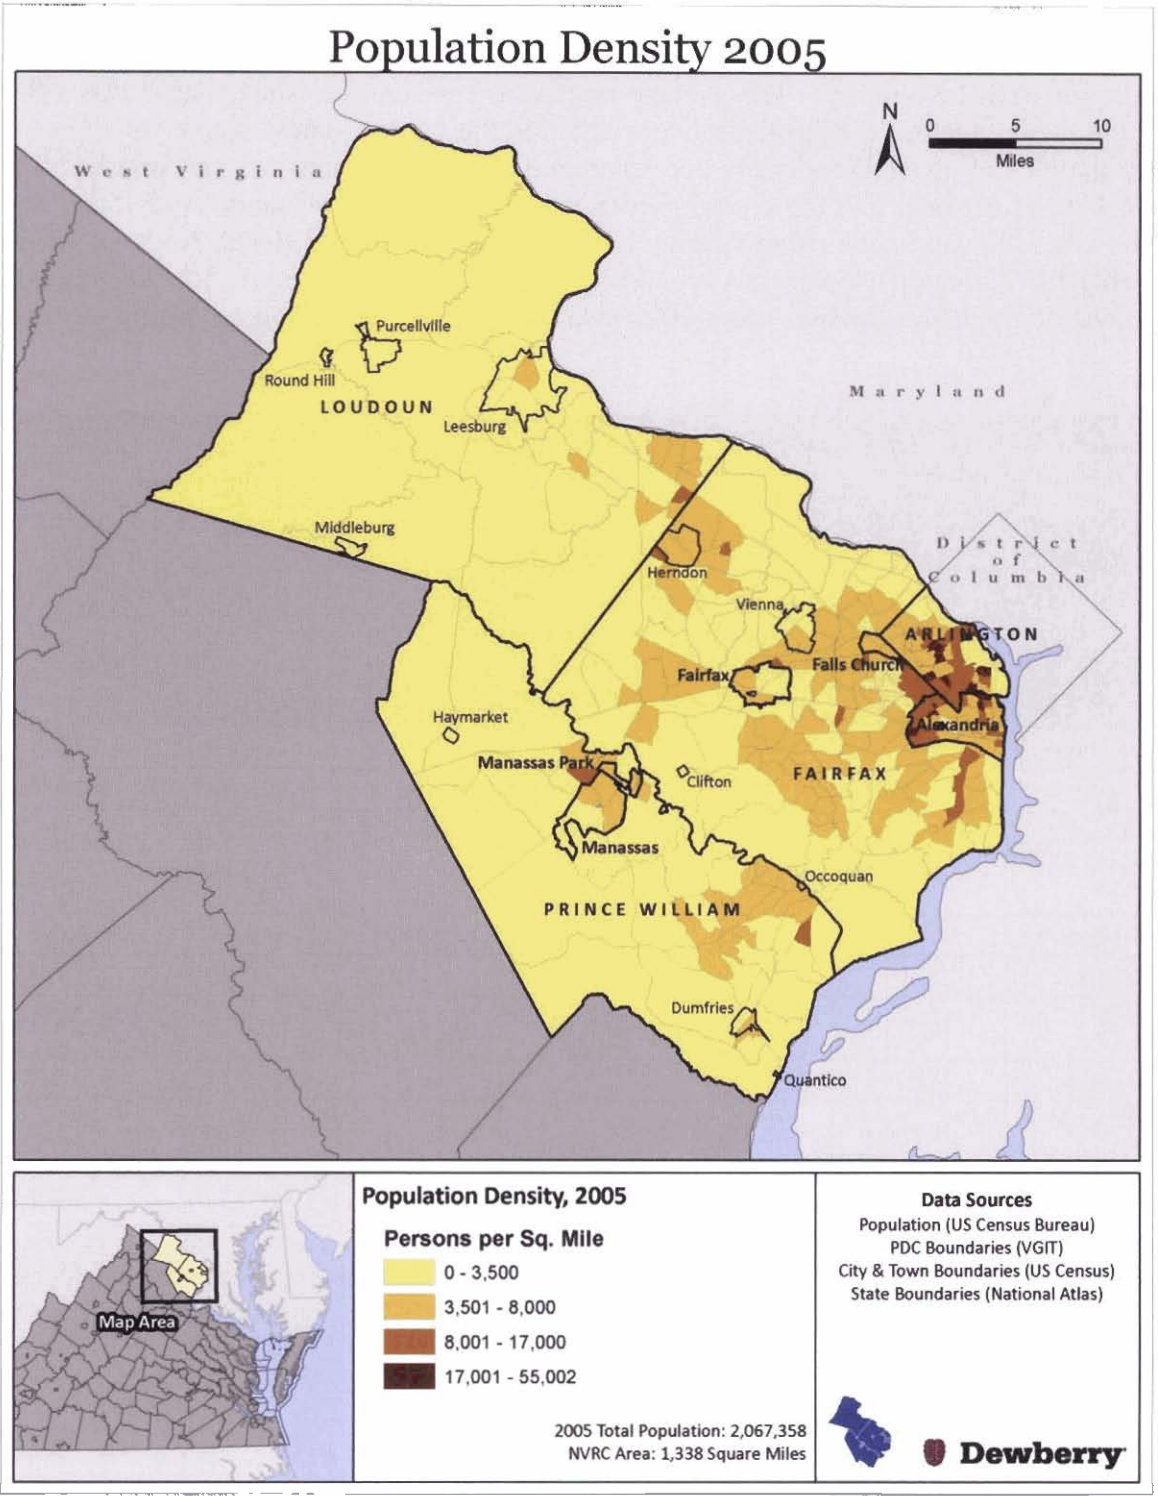 Population Density 2005
N
0 5 10
Miles
West Virginia
Purcellville
Round Hill
LOUDOUN
Leesburg
Maryland
Middleburg
District
of
Columbia
Herndon
Vienna
ARLINGTON
Falls Church
Fairfax
Haymarket
Alexandria
Manassas Park
FAIRFAX
Clifton
Manassas
Occoquan
PRINCE WILLIAM
Dumfries
Quantico
Map Area
Population Density, 2005
Persons per Sq. Mile
0 - 3,500
3,501 - 8,000
8,001 - 17,000
17,001 - 55,002
2005 Total Population: 2,067,358
NVRC Area: 1,338 Square Miles
Data Sources
Population (US Census Bureau)
PDC Boundaries (VGIT)
City & Town Boundaries (US Census)
State Boundaries (National Atlas)
Dewberry